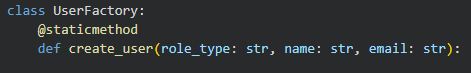 class UserFactory:
    @staticmethod
    def create_user(role_type: str, name: str, email: str):